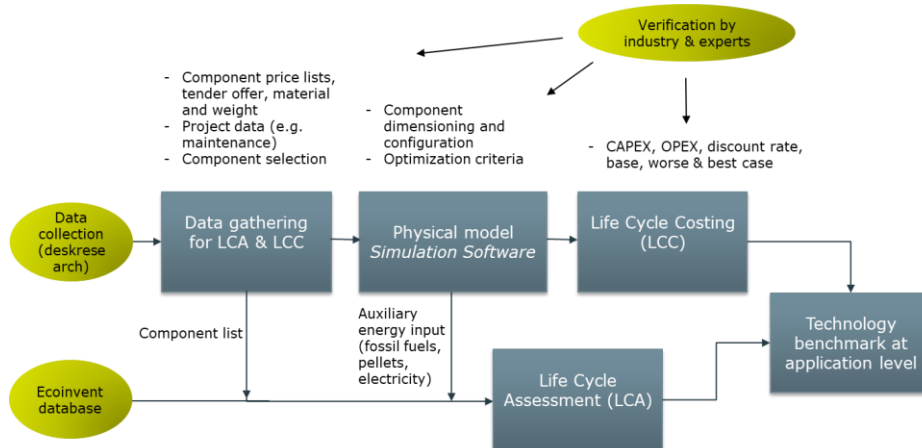 Verification by
industry & experts
- Component price lists,
tender offer, material
and weight
- Project data (e.g.
maintenance)
- Component selection
- Component
dimensioning and
configuration
- Optimization criteria
- CAPEX, OPEX, discount rate,
base, worse & best case
Data
collection
(deskrese
arch)
Data gathering
for LCA & LCC
Physical model
Simulation Software
Life Cycle Costing
(LCC)
Component list
Auxiliary
energy input
(fossil fuels,
pellets,
electricity)
Technology
benchmark at
application level
Ecoinvent
database
Life Cycle
Assessment (LCA)